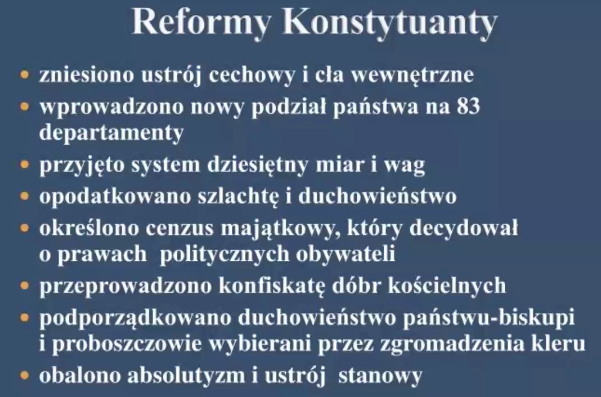 Reformy Konstytuanty
• zniesiono ustrój cechowy i cła wewnętrzne
• wprowadzono nowy podział państwa na 83
departamenty
• przyjęto system dziesiętny miar i wag
• opodatkowano szlachtę i duchowieństwo
• określono cenzus majątkowy, który decydował
o prawach politycznych obywateli
• przeprowadzono konfiskatę dóbr kościelnych
• podporządkowano duchowieństwo państwu-biskupi
i proboszczowie wybierani przez zgromadzenia kleru
• obalono absolutyzm i ustrój stanowy